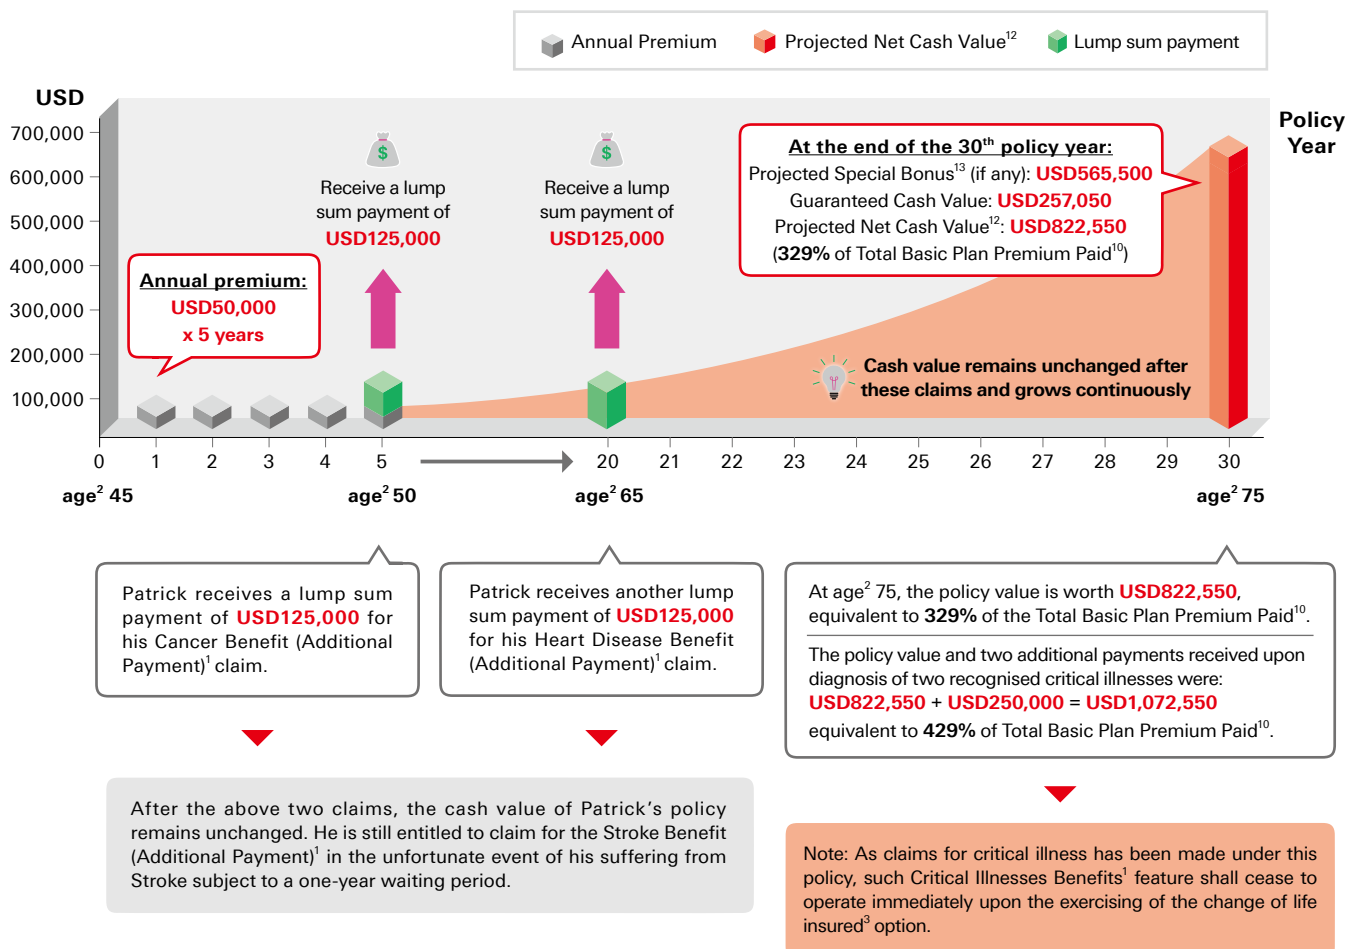 Annual Premium
Projected Net Cash Value12
Lump sum payment
USD
700,000
600,000
500,000
400,000
300,000
200,000
100,000
Policy
Year
Annual premium:
USD50,000
x 5 years
$
Receive a lump
sum payment of
USD125,000
$
Receive a lump
sum payment of
USD125,000
At the end of the 30th policy year:
Projected Special Bonus13 (if any): USD565,500
Guaranteed Cash Value: USD257,050
Projected Net Cash Value12: USD822,550
(329% of Total Basic Plan Premium Paid10)
Cash value remains unchanged after
these claims and grows continuously
0 1 2 3 4 5 20 21 22 23 24 25 26 27 28 29 30
age2 45 age2 50 age2 65 age2 75
Patrick receives a lump sum
payment of USD125,000 for
his Cancer Benefit (Additional
Payment)1 claim.
Patrick receives another lump
sum payment of USD125,000
for his Heart Disease Benefit
(Additional Payment)1 claim.
At age2 75, the policy value is worth USD822,550,
equivalent to 329% of the Total Basic Plan Premium Paid10.
The policy value and two additional payments received upon
diagnosis of two recognised critical illnesses were:
USD822,550 + USD250,000 = USD1,072,550
equivalent to 429% of Total Basic Plan Premium Paid10.
After the above two claims, the cash value of Patrick's policy
remains unchanged. He is still entitled to claim for the Stroke Benefit
(Additional Payment)1 in the unfortunate event of his suffering from
Stroke subject to a one-year waiting period.
Note: As claims for critical illness has been made under this
policy, such Critical Illnesses Benefits1 feature shall cease to
operate immediately upon the exercising of the change of life
insured3 option.